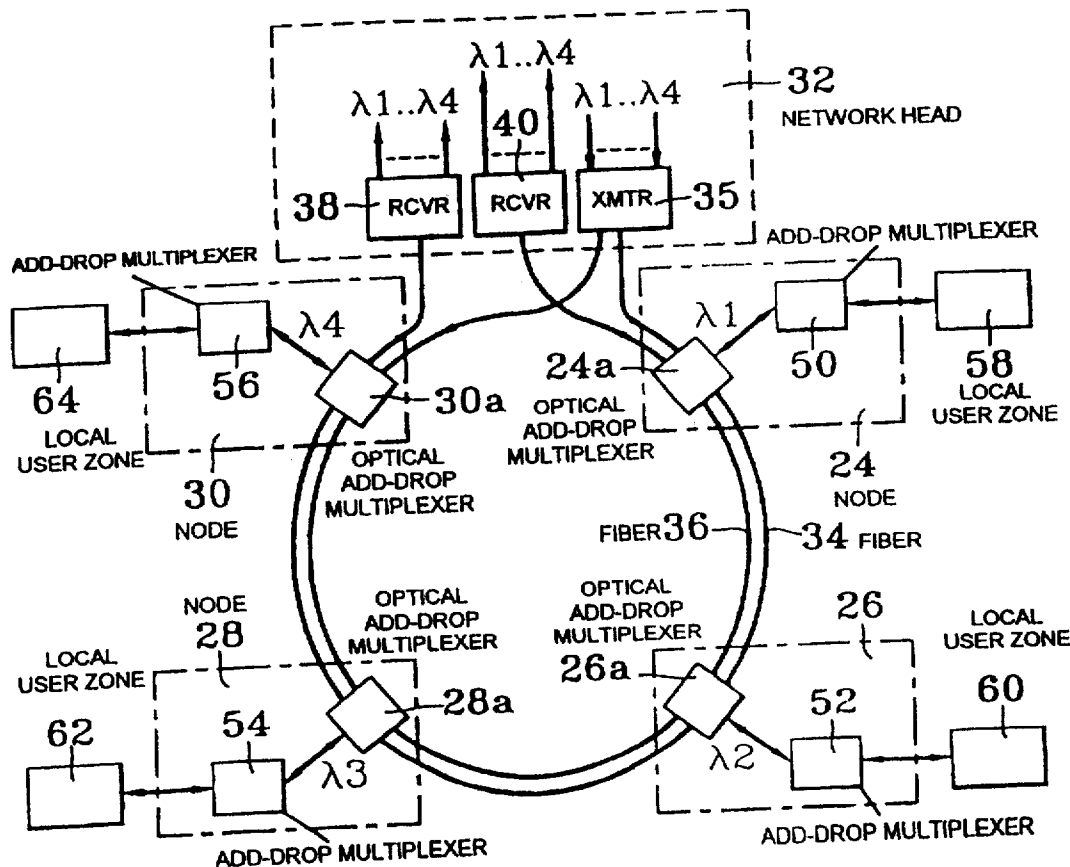 λ1..λ4
λ1..λ4
λ1..λ4
32
NETWORK HEAD
40
38
RCVR
RCVR
XMTR
35
ADD-DROP MULTIPLEXER
ADD-DROP MULTIPLEXER
λ4
λ1
56
50
64
58
24a
30a
LOCAL
USER ZONE
LOCAL
USER ZONE
OPTICAL
ADD-DROP
MULTIPLEXER
OPTICAL
ADD-DROP
MULTIPLEXER
30
NODE
24
NODE
FIBER 36
34 FIBER
NODE
28
OPTICAL
ADD-DROP
MULTIPLEXER
OPTICAL
ADD-DROP
MULTIPLEXER
26
LOCAL
USER ZONE
LOCAL
USER ZONE
26a
28a
62
54
52
60
λ3
λ2
ADD-DROP MULTIPLEXER
ADD-DROP MULTIPLEXER